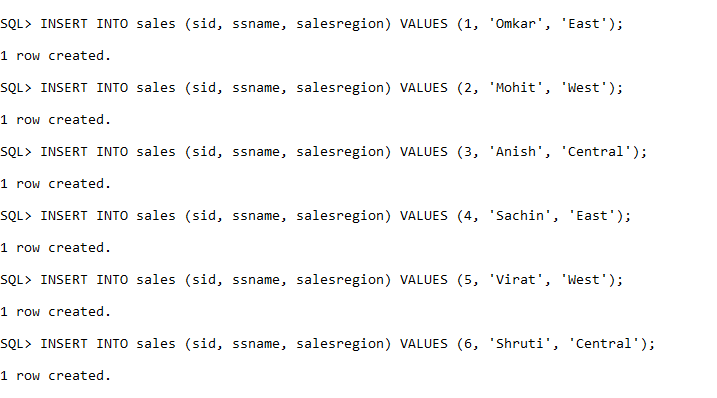 SQL> INSERT INTO sales (sid, ssname, salesregion) VALUES (1, 'Omkar', 'East');
1 row created.
SQL> INSERT INTO sales (sid, ssname, salesregion) VALUES (2, 'Mohit', 'West');
1 row created.
SQL> INSERT INTO sales (sid, ssname, salesregion) VALUES (3, 'Anish', 'Central');
1 row created.
SQL> INSERT INTO sales (sid, ssname, salesregion) VALUES (4, 'Sachin', 'East');
1 row created.
SQL> INSERT INTO sales (sid, ssname, salesregion) VALUES (5, 'Virat', 'West');
1 row created.
SQL> INSERT INTO sales (sid, ssname, salesregion) VALUES (6, 'Shruti', 'Central');
1 row created.